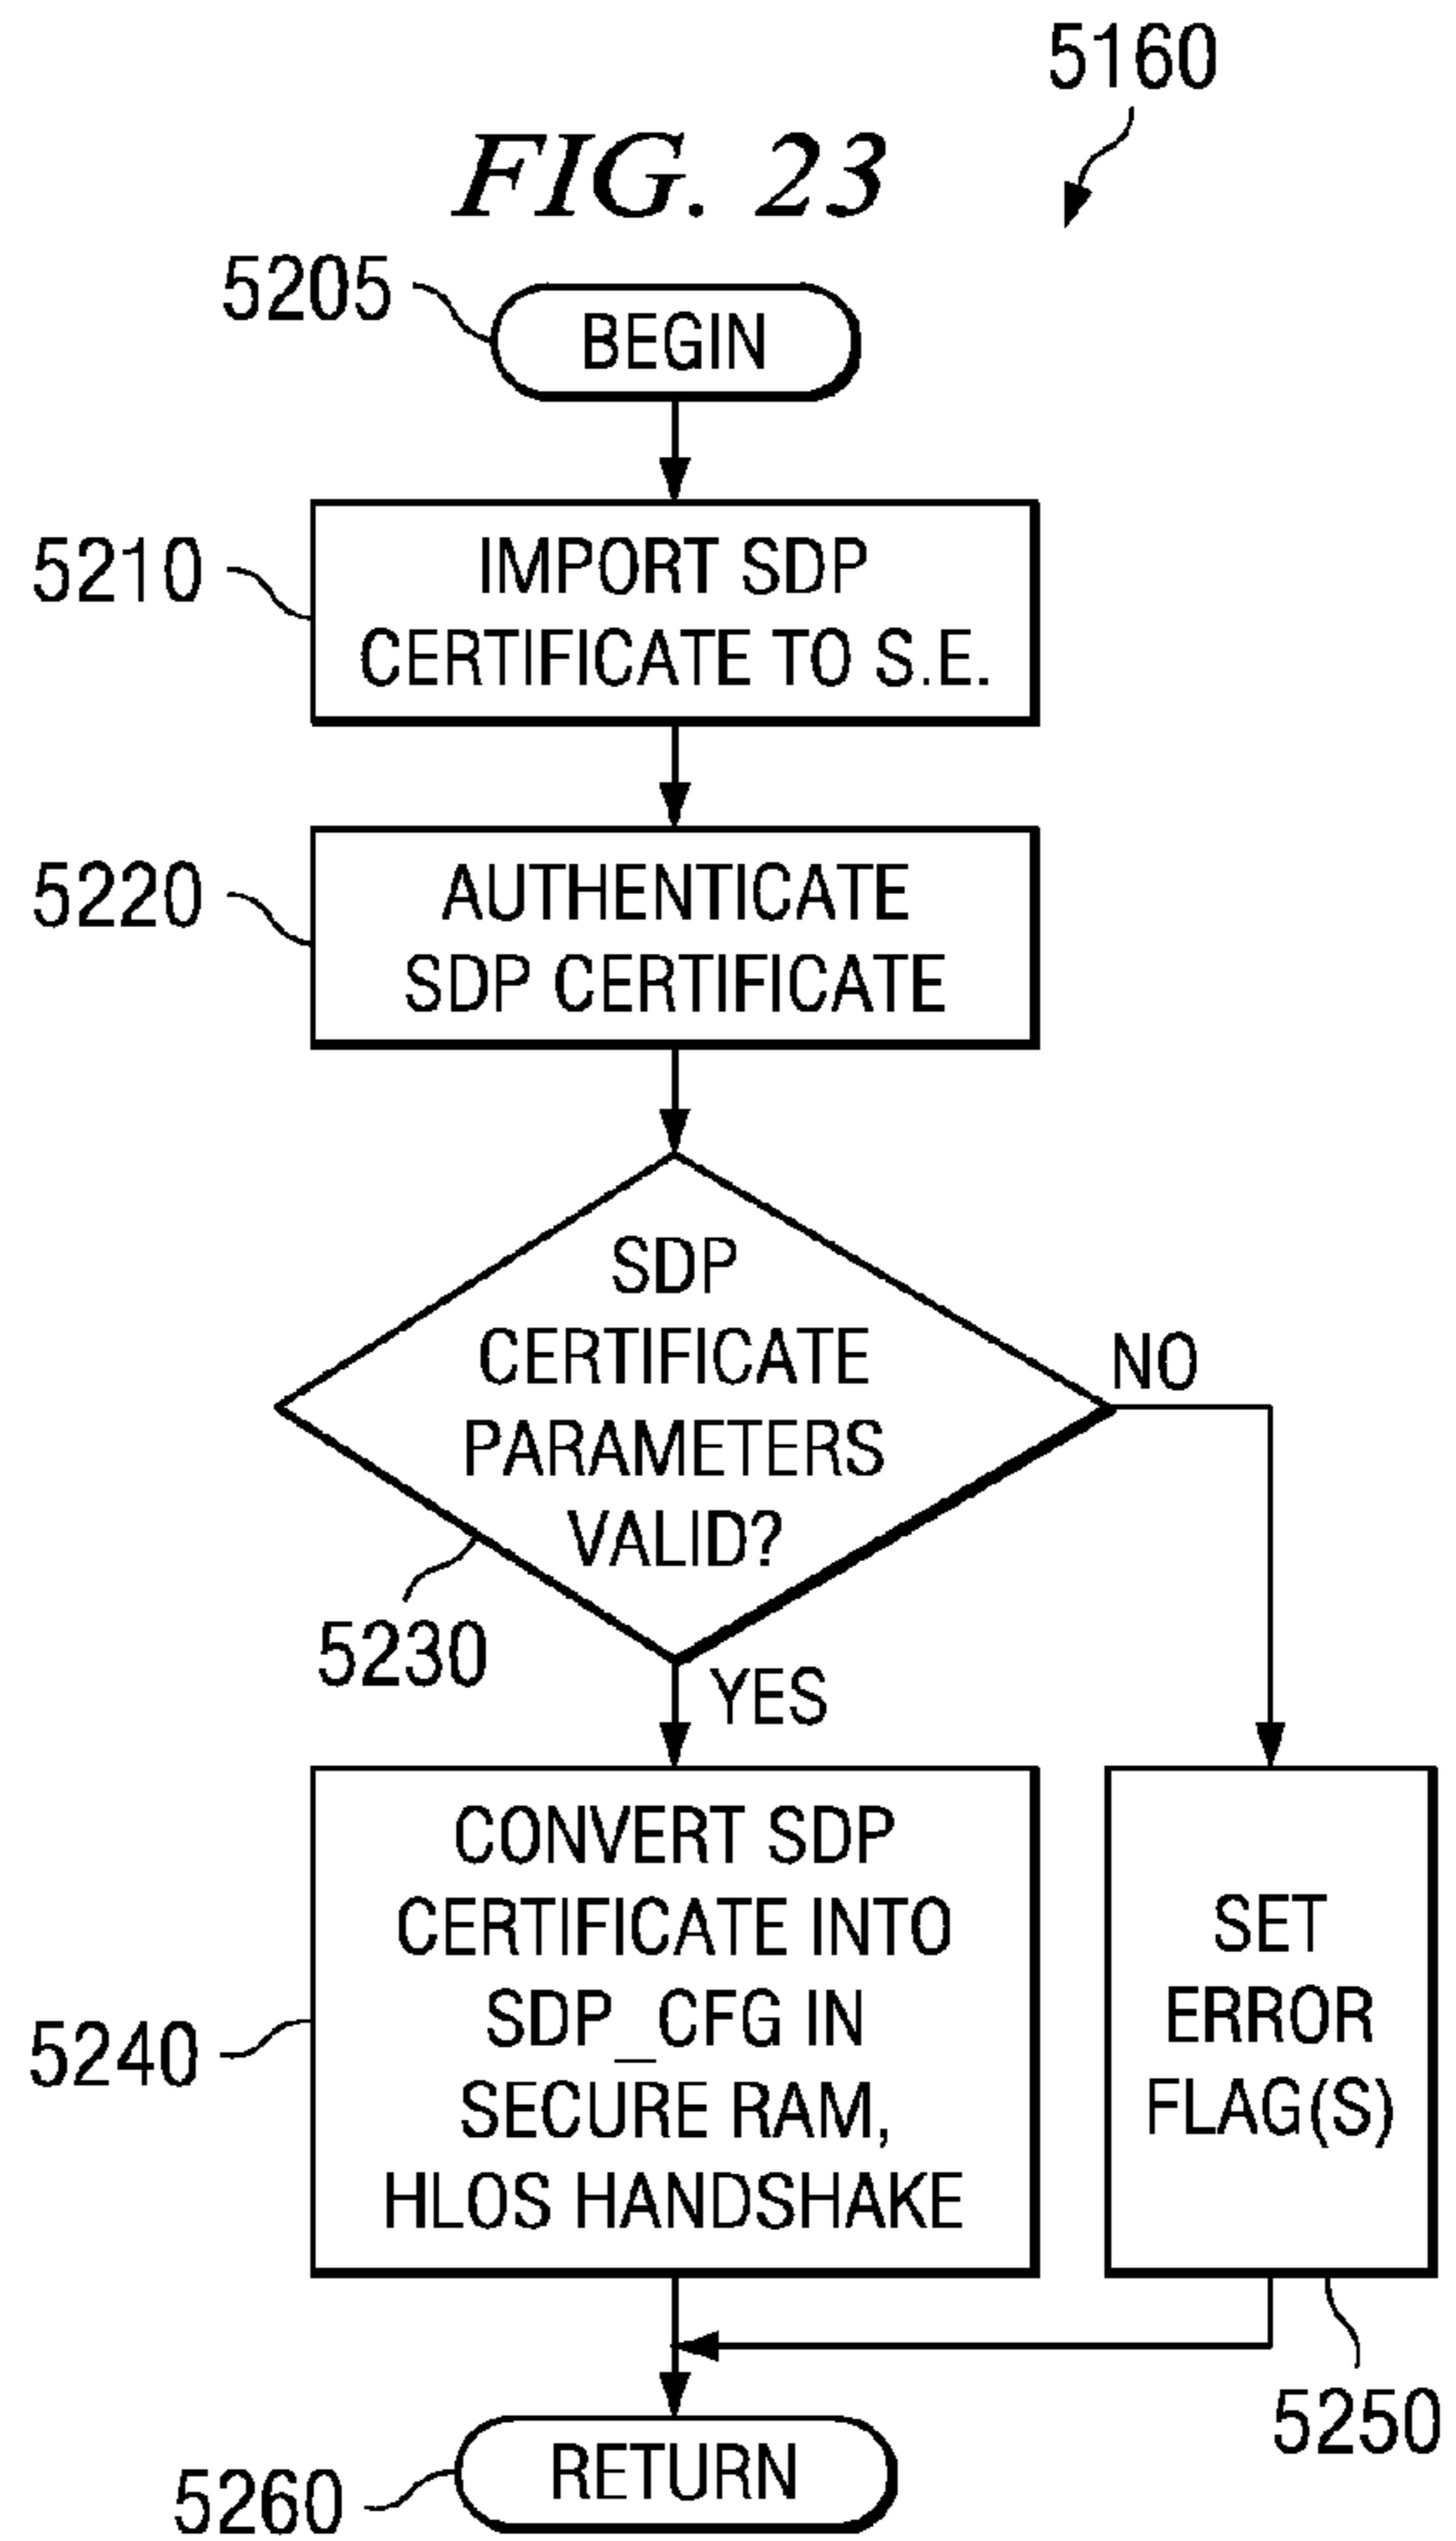 5160
FIG. 23
5205
BEGIN
5210
IMPORT SDP
CERTIFICATE TO S.E.
5220
AUTHENTICATE
SDP CERTIFICATE
SDP
CERTIFICATE
PARAMETERS
VALID?
NO
5230
YES
CONVERT SDP
CERTIFICATE INTO
SDP_CFG IN
SECURE RAM,
HLOS HANDSHAKE
5240
SET
ERROR
FLAG(S)
5250
RETURN
5260